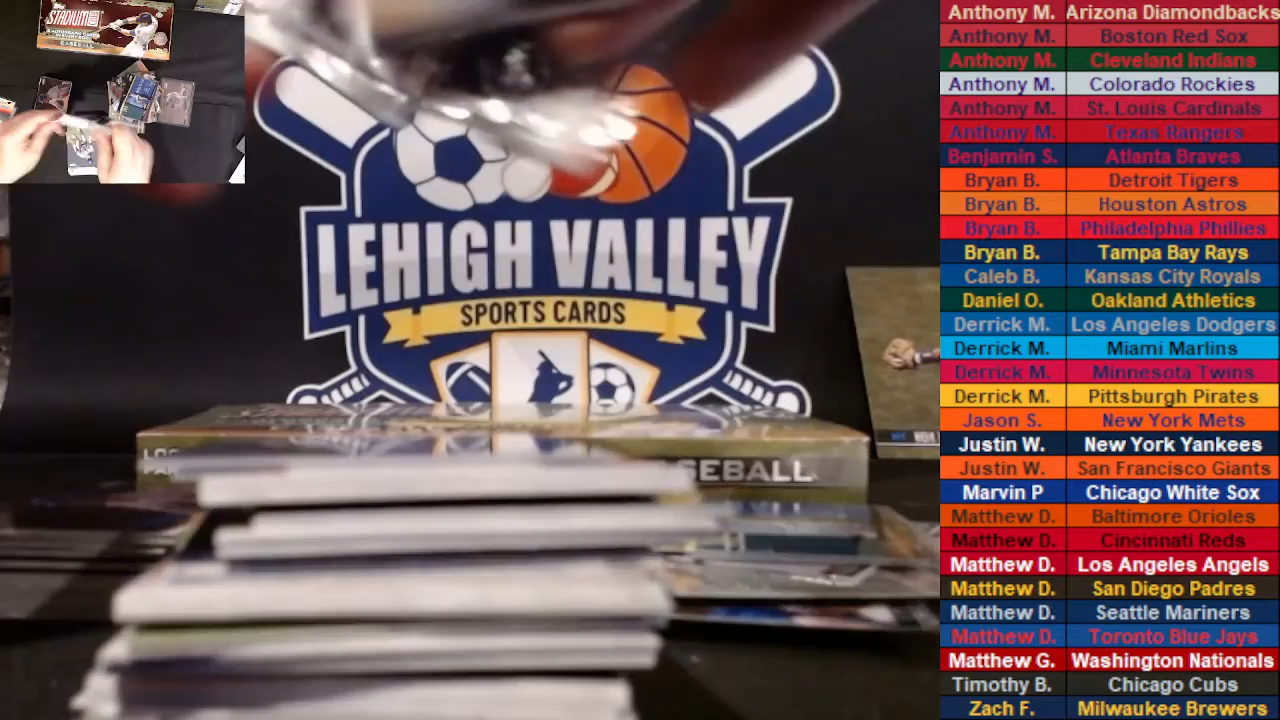 STADIUM
BASEBALL
LEHIGH VALLEY
SPORTS CARDS
SEBALL
Anthony M. Arizona Diamondbacks
Anthony M. Boston Red Sox
Anthony M. Cleveland Indians
Anthony M. Colorado Rockies
Anthony M. St. Louis Cardinals
Anthony M. Texas Rangers
Benjamin S. Atlanta Braves
Bryan B. Detroit Tigers
Bryan B. Houston Astros
Bryan B. Philadelphia Phillies
Bryan B. Tampa Bay Rays
Caleb B. Kansas City Royals
Daniel O. Oakland Athletics
Derrick M. Los Angeles Dodgers
Derrick M. Miami Marlins
Derrick M. Minnesota Twins
Derrick M. Pittsburgh Pirates
Jason S. New York Mets
Justin W. New York Yankees
Justin W. San Francisco Giants
Marvin P Chicago White Sox
Matthew D. Baltimore Orioles
Matthew D. Cincinnati Reds
Matthew D. Los Angeles Angels
Matthew D. San Diego Padres
Matthew D. Seattle Mariners
Matthew D. Toronto Blue Jays
Matthew G. Washington Nationals
Timothy B. Chicago Cubs
Zach F. Milwaukee Brewers